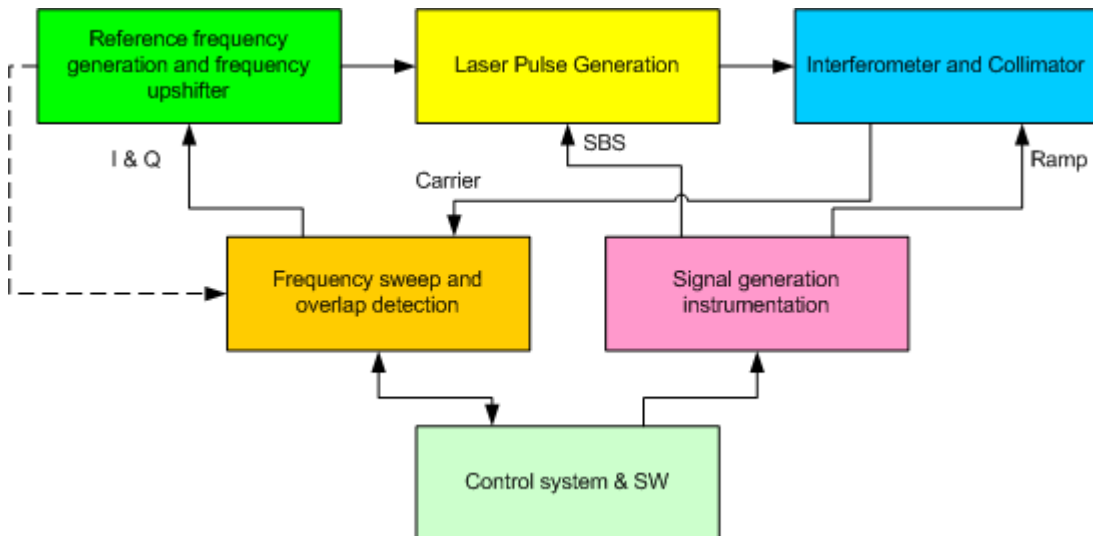 Reference frequency
generation and frequency
upshifter
Laser Pulse Generation
Interferometer and Collimator
I & Q
SBS
Carrier
Ramp
Frequency sweep and
overlap detection
Signal generation
instrumentation
Control system & SW